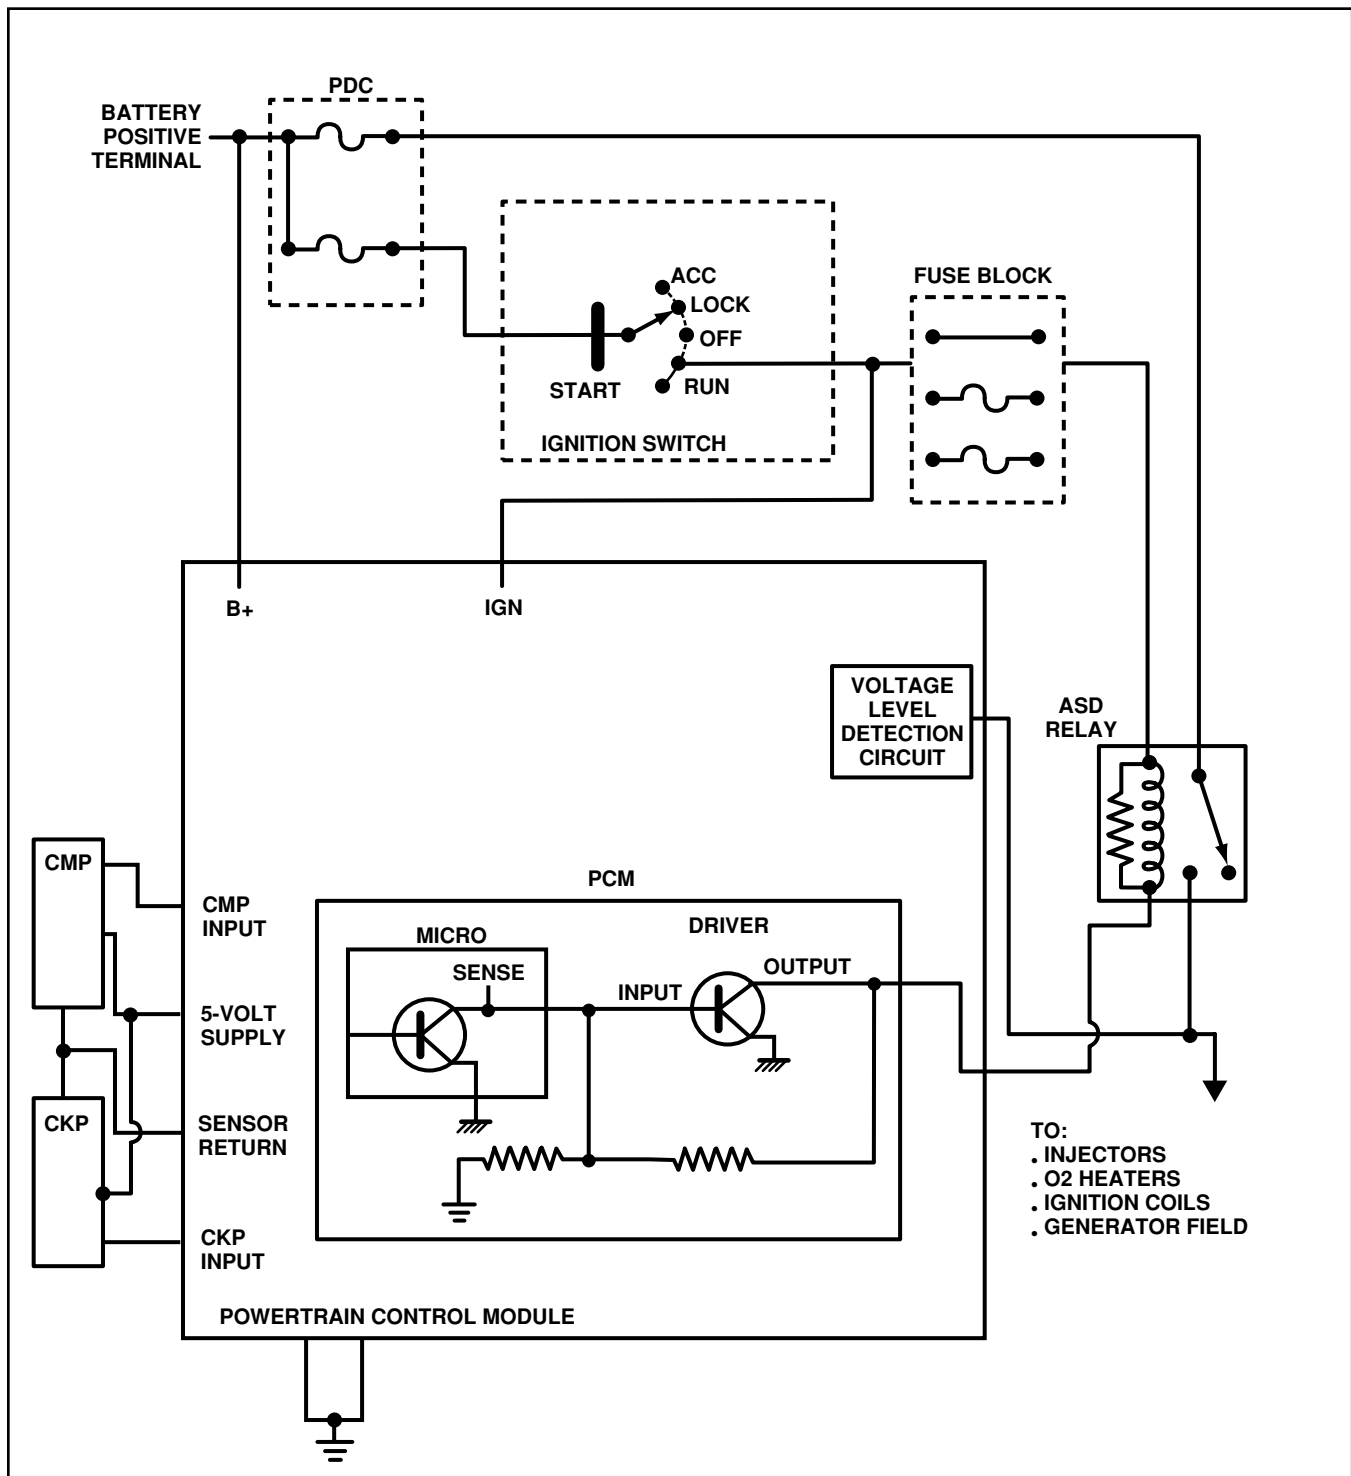 PDC
BATTERY
POSITIVE
TERMINAL
ACC
LOCK
OFF
RUN
START
IGNITION SWITCH
FUSE BLOCK
B+
IGN
VOLTAGE
LEVEL
DETECTION
CIRCUIT
ASD
RELAY
CMP
CMP
INPUT
5-VOLT
SUPPLY
CKP
SENSOR
RETURN
CKP
INPUT
PCM
MICRO
SENSE
DRIVER
INPUT
OUTPUT
TO:
. INJECTORS
. O2 HEATERS
. IGNITION COILS
. GENERATOR FIELD
POWERTRAIN CONTROL MODULE